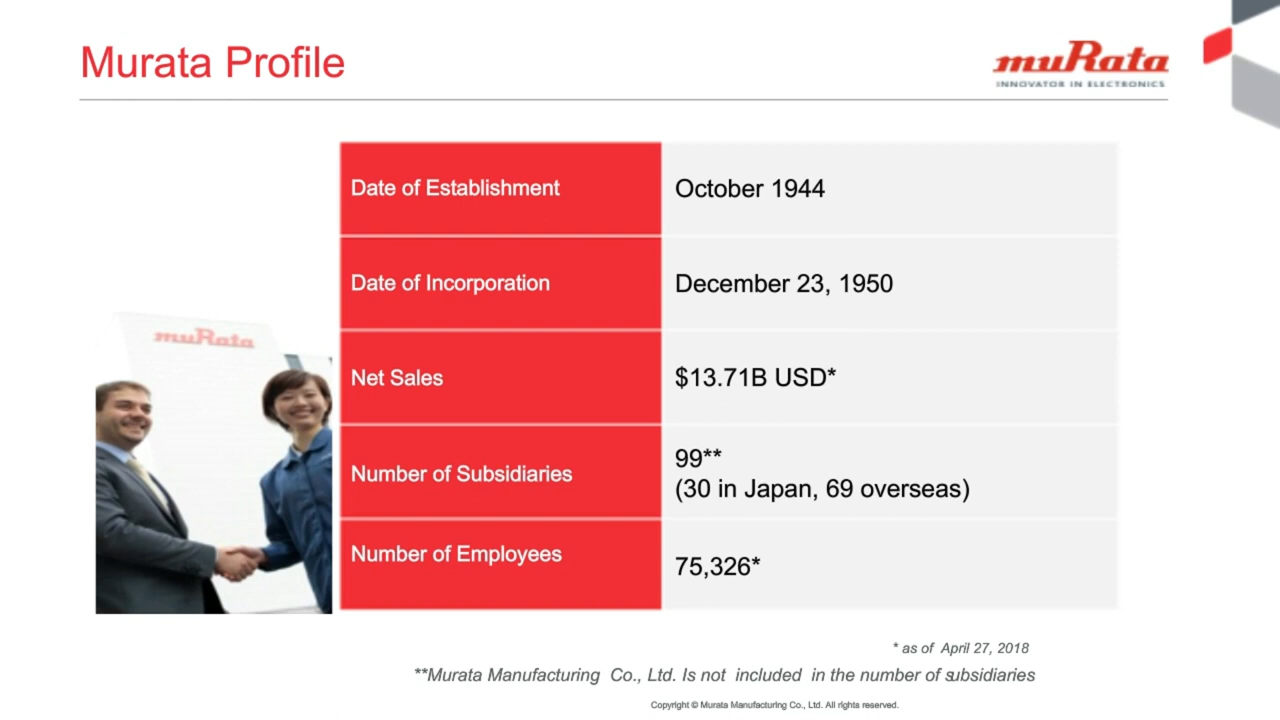 Murata Profile
muRata
INNOVATOR IN ELECTRONICS
Date of Establishment
October 1944
Date of Incorporation
December 23, 1950
muRata
Net Sales
$13.71B USD*
Number of Subsidiaries
99**
(30 in Japan, 69 overseas)
Number of Employees
75,326*
* as of April 27, 2018
**Murata Manufacturing Co., Ltd. Is not included in the number of subsidiaries
Copyright © Murata Manufacturing Co., Ltd. All rights reserved.